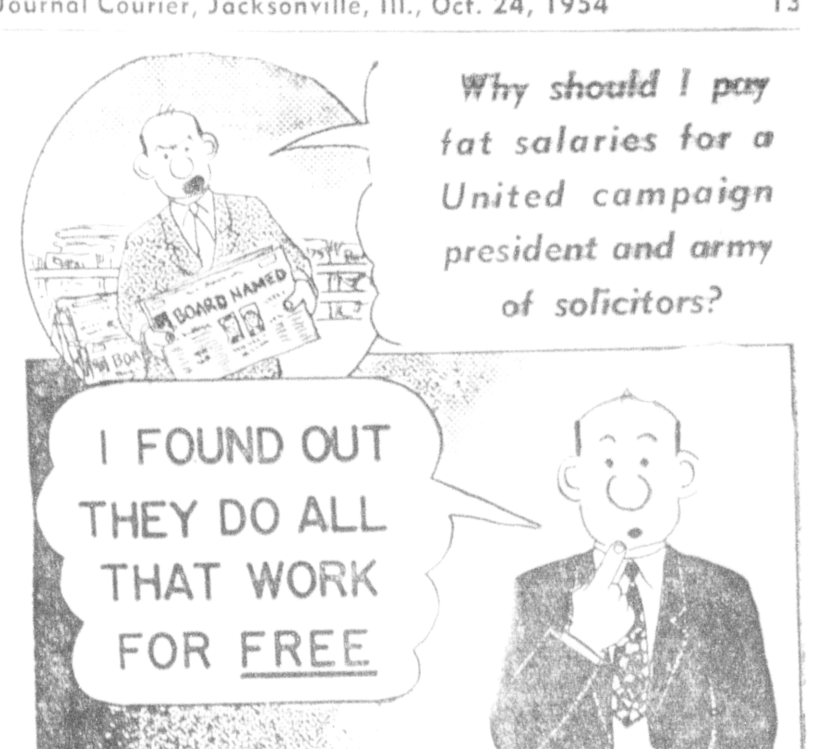 Journal Courier, Jacksonville, Ill., Oct. 24, 1954 13
Why should I pay
fat salaries for a
United campaign
president and army
of solicitors?
BOARD NAMED
BOA
I FOUND OUT
THEY DO ALL
THAT WORK
FOR FREE